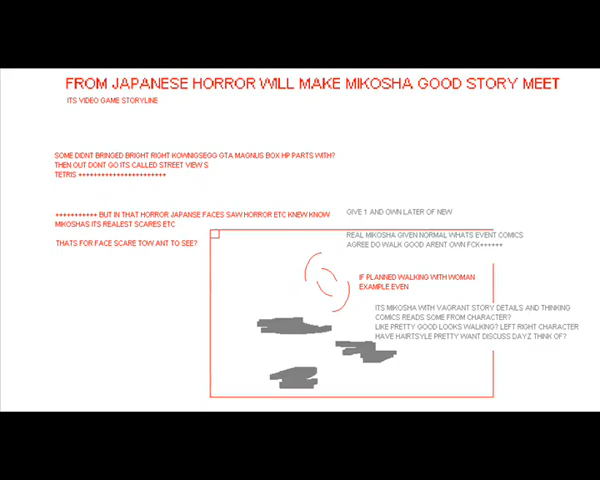 FROM JAPANESE HORROR WILL MAKE MIKOSHA GOOD STORY MEET
ITS VIDEO GAME STORYLINE
SOME DIDNT BRINGED BRIGHT RIGHT KOWNIGSEGG GTA MAGNUS BOX HP PARTS WITH?
THEN OUT DONT GO ITS CALLED STREET VIEW S
TETRIS ++++++++++++++++++++++
+++++++++++ BUT IN THAT HORROR JAPANSE FACES SAW HORROR ETC KNEW KNOW
MIKOSHAS ITS REALEST SCARES ETC
THATS FOR FACE SCARE TOW ANT TO SEE?
GIVE 1 AND OWN LATER OF NEW
REAL MIKOSHA GIVEN NORMAL WHATS EVENT COMICS
AGREE DO WALK GOOD ARENT OWN FCK++++++
IF PLANNED WALKING WITH WOMAN
EXAMPLE EVEN
ITS MIKOSHA WITH VAGRANT STORY DETAILS AND THINKING
COMICS READS SOME FROM CHARACTER?
LIKE PRETTY GOOD LOOKS WALKING? LEFT RIGHT CHARACTER
HAVE HAIRTSYLE PRETTY WANT DISCUSS DAYZ THINK OF?